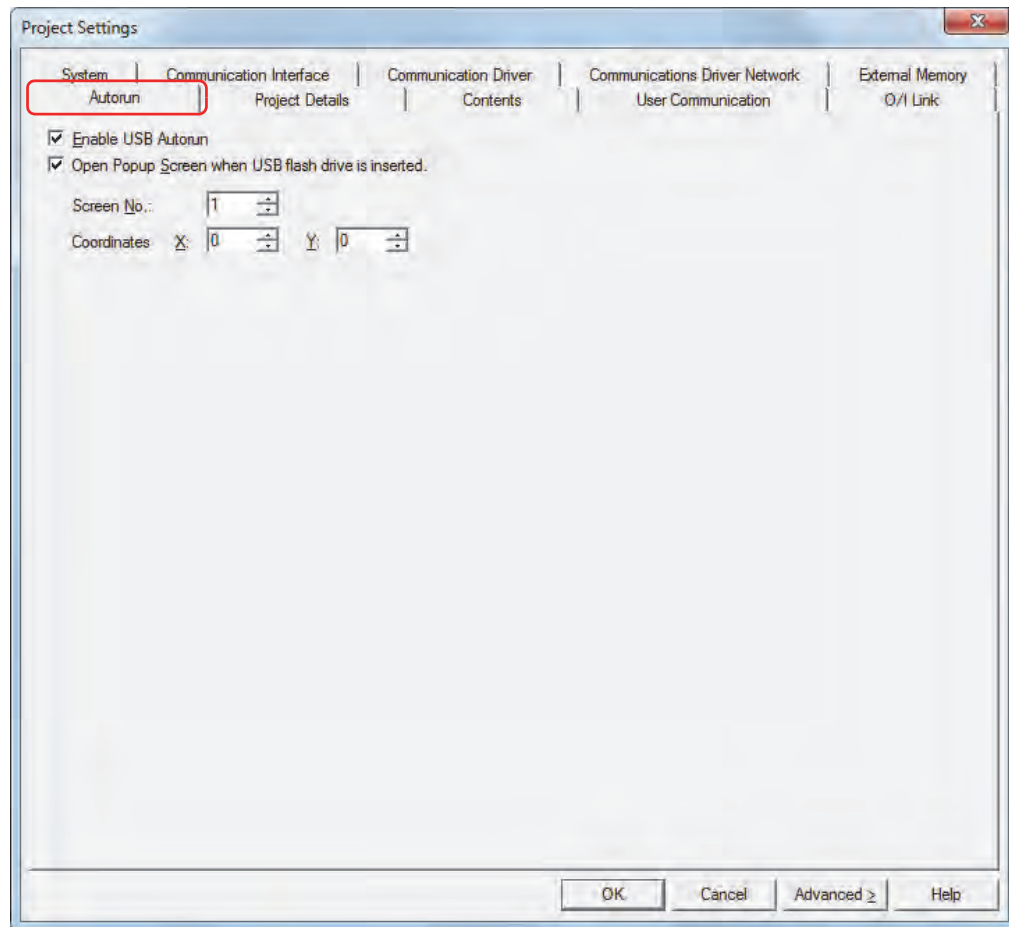 Project Settings
System Communication Interface Communication Driver Communications Driver Network External Memory
Autorun Project Details Contents User Communication O/I Link
Enable USB Autorun
Open Popup Screen when USB flash drive is inserted.
Screen No.: 1
Coordinates X: 0 Y: 0
OK Cancel Advanced > Help